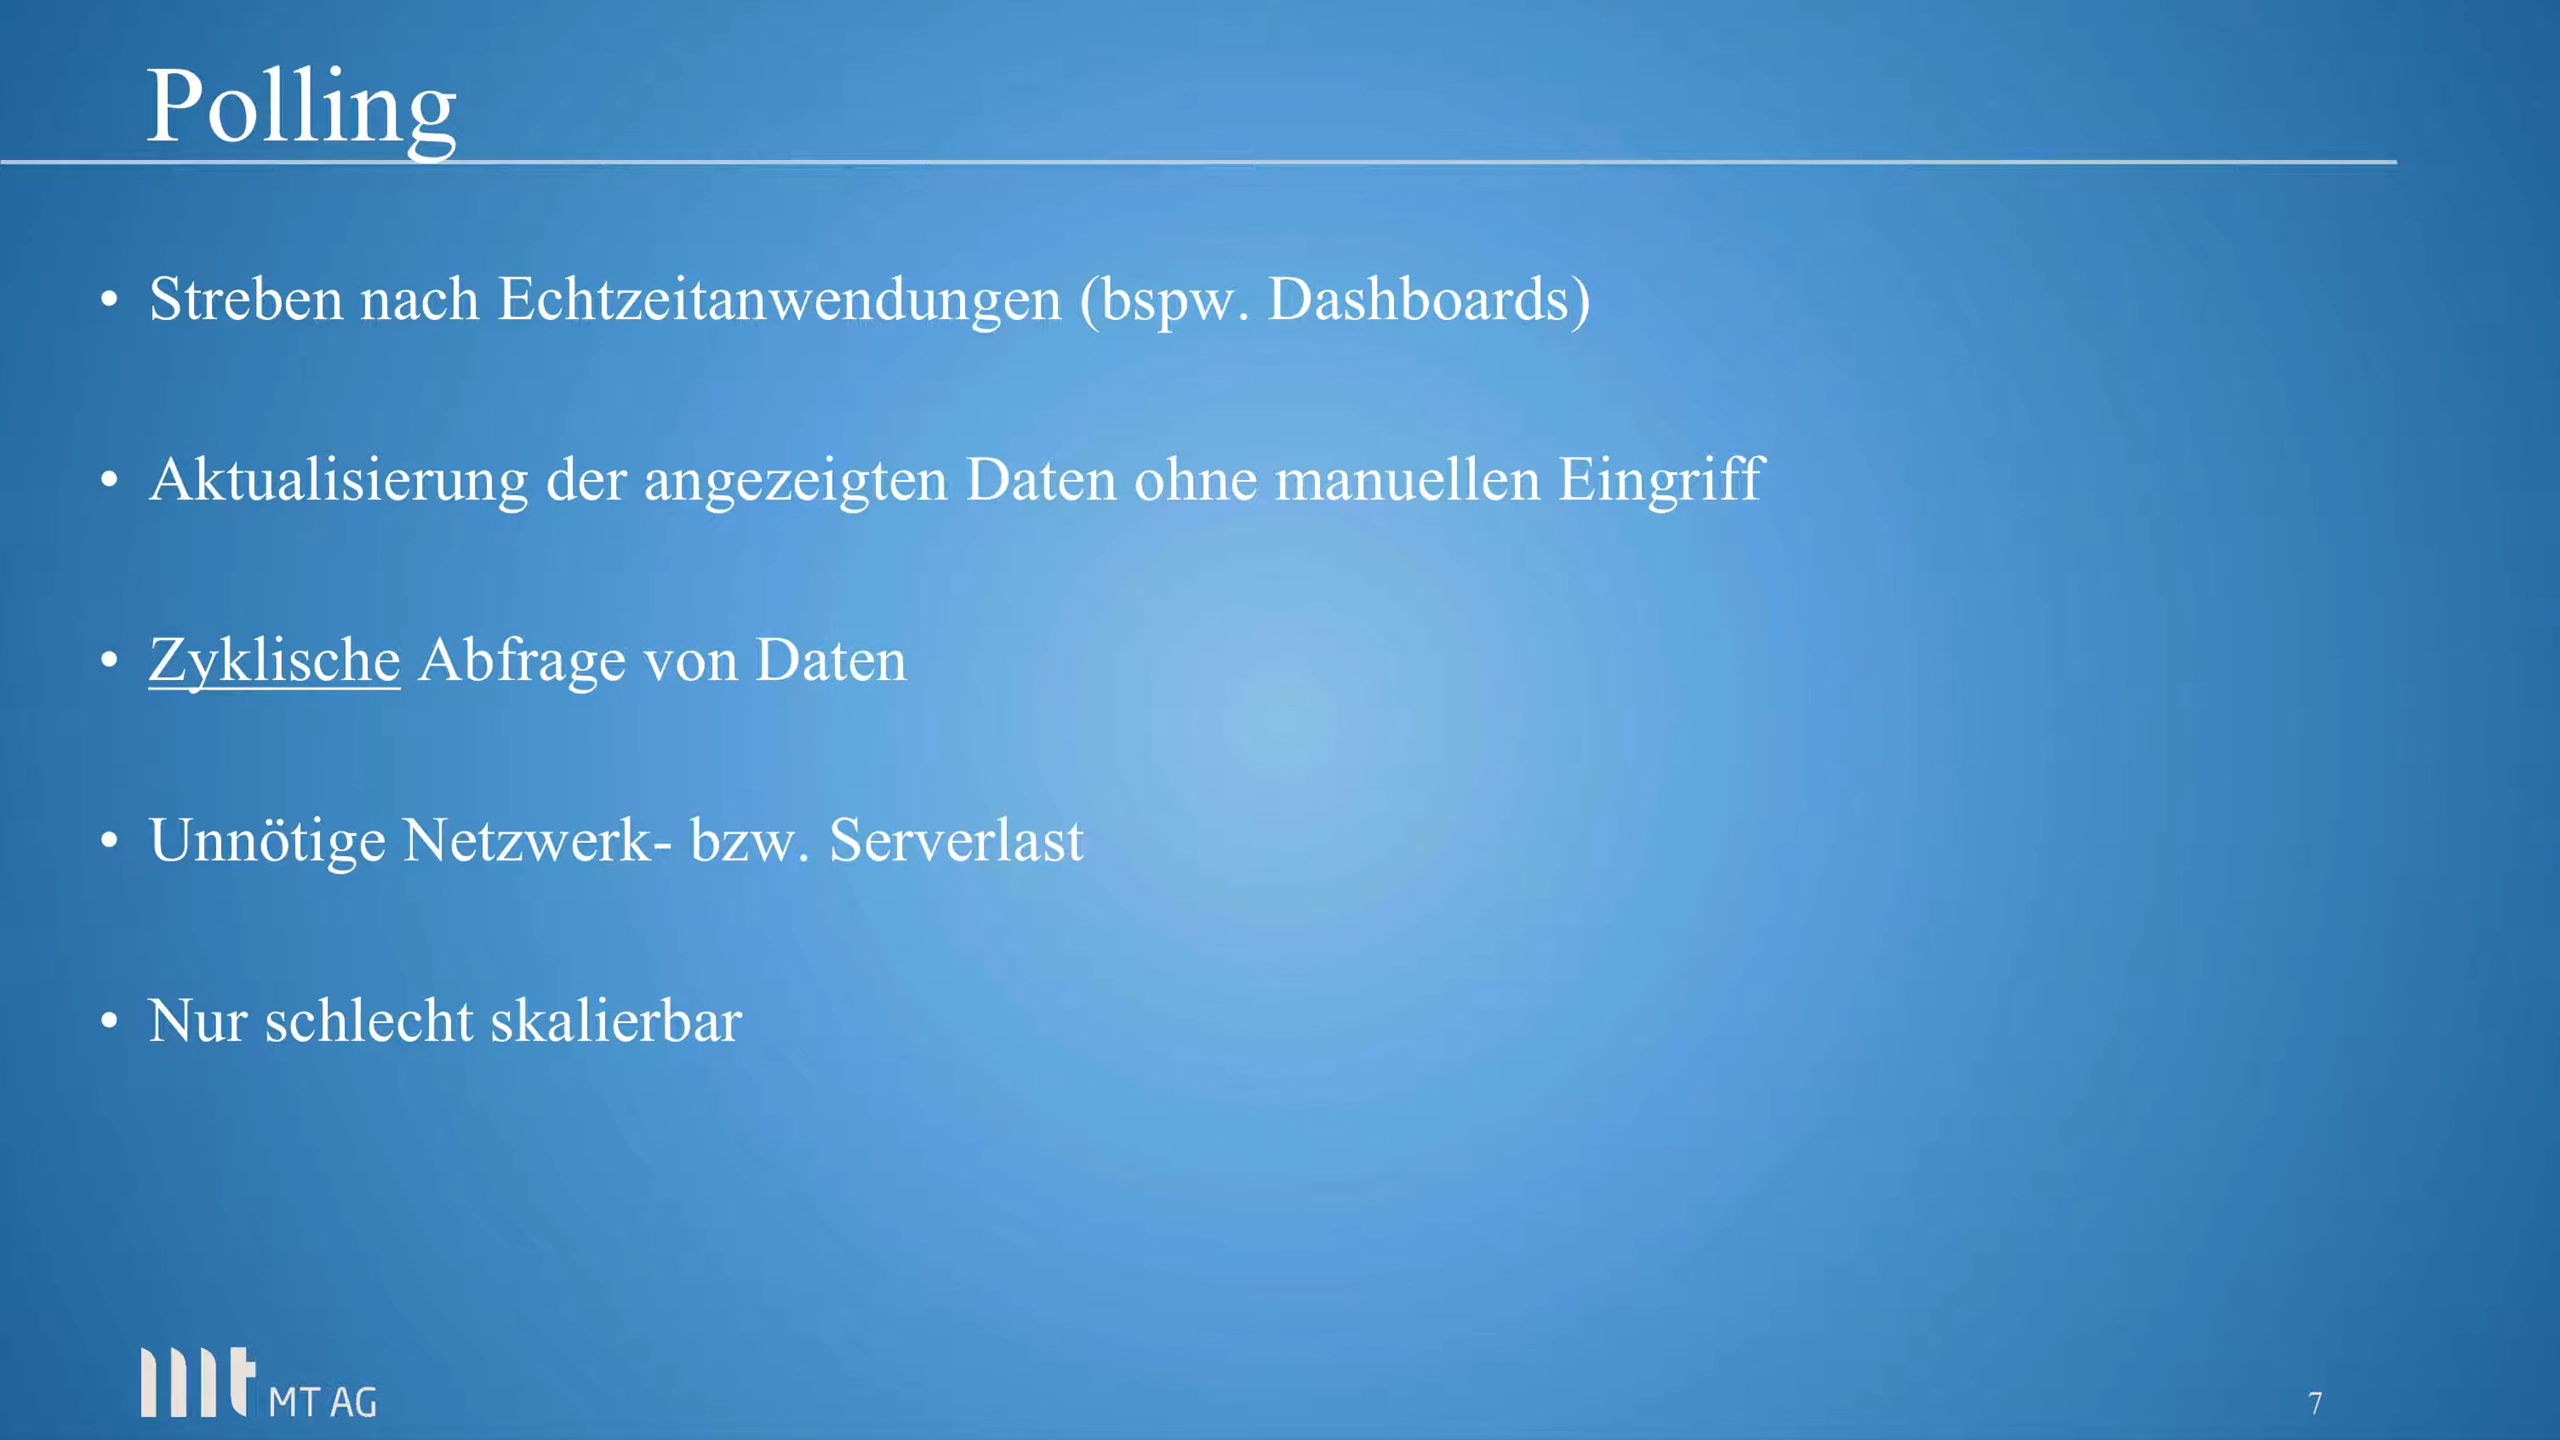 Polling
• Streben nach Echtzeitanwendungen (bspw. Dashboards)
• Aktualisierung der angezeigten Daten ohne manuellen Eingriff
• Zyklische Abfrage von Daten
• Unnötige Netzwerk- bzw. Serverlast
• Nur schlecht skalierbar
mt MT AG
7